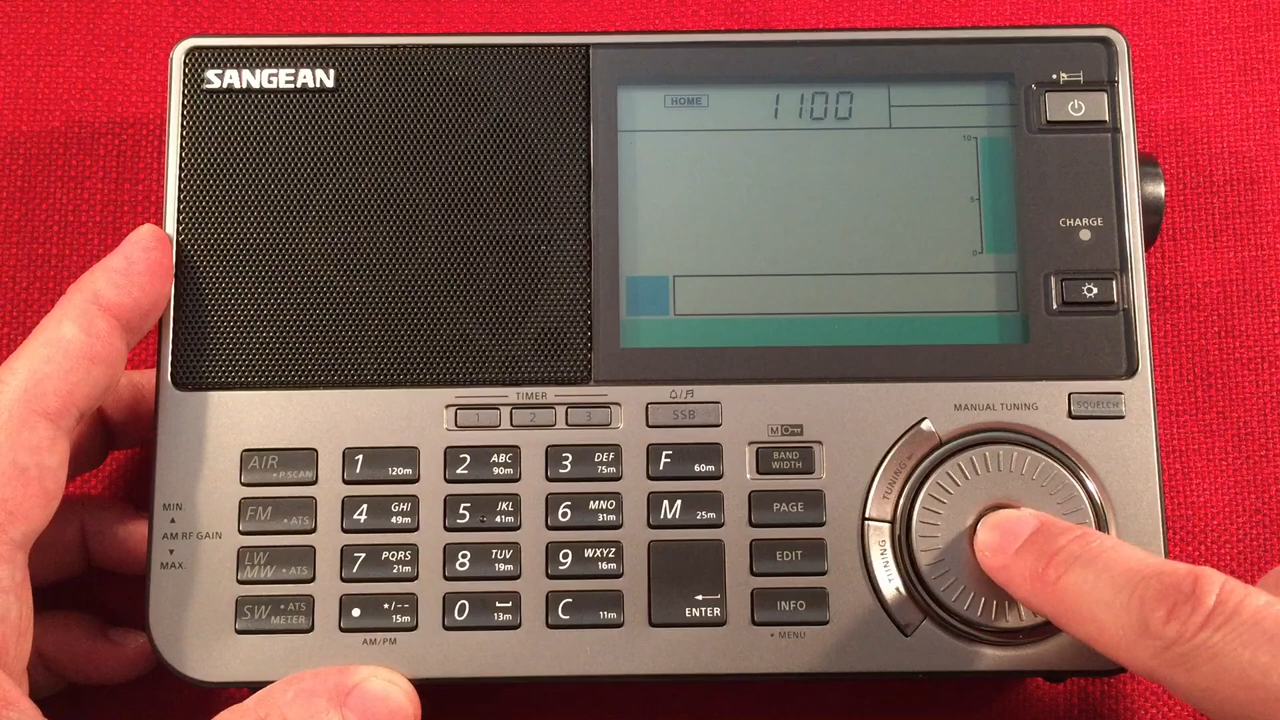 SANGEAN
HOME 1100
10
5
0
CHARGE
TIMER
1 2 3
SSB
MANUAL TUNING
SQUELCH
AIR • P.SCAN
1 120m
2 ABC 90m
3 DEF 75m
F 60m
M
BAND WIDTH
TUNING
MIN.
AM RF GAIN
MAX.
FM • ATS
4 GHI 49m
5 JKL 41m
6 MNO 31m
M 25m
PAGE
LW MW • ATS
7 PQRS 21m
8 TUV 19m
9 WXYZ 16m
ENTER
EDIT
TUNING
SW • ATS METER
• */-- 15m
0 13m
C 11m
INFO
• MENU
AM/PM